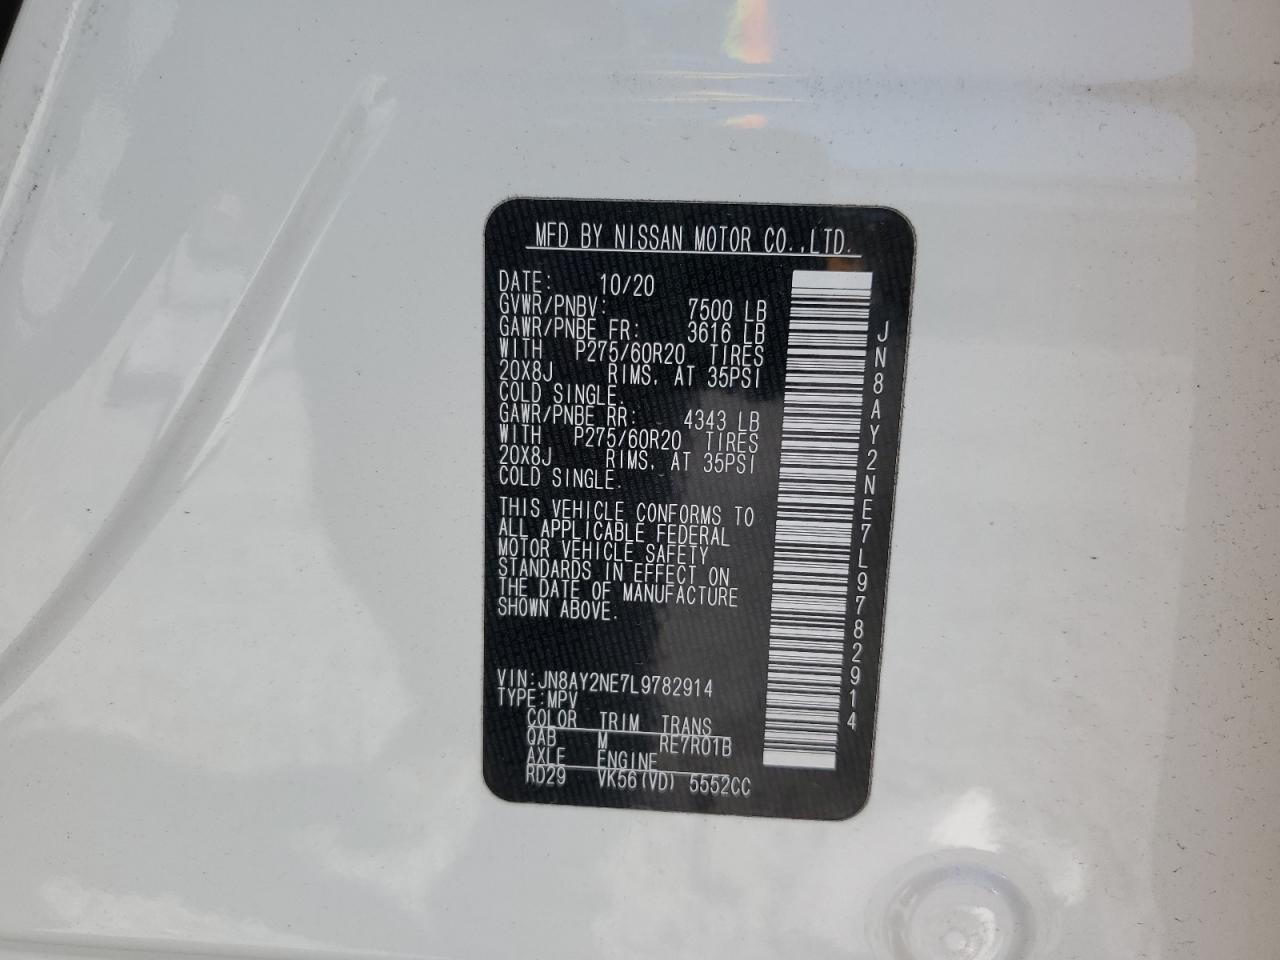 MFD BY NISSAN MOTOR CO.,LTD.
DATE: 10/20
GVWR/PNBV: 7500 LB
GAWR/PNBE FR: 3616 LB
WITH P275/60R20 TIRES
20X8J RIMS, AT 35PSI
COLD SINGLE.
GAWR/PNBE RR: 4343 LB
WITH P275/60R20 TIRES
20X8J RIMS, AT 35PSI
COLD SINGLE.
THIS VEHICLE CONFORMS TO
ALL APPLICABLE FEDERAL
MOTOR VEHICLE SAFETY
STANDARDS IN EFFECT ON
THE DATE OF MANUFACTURE
SHOWN ABOVE.
VIN:JN8AY2NE7L9782914
TYPE:MPV
COLOR TRIM TRANS
QAB M RE7R01B
AXLE ENGINE
RD29 VK56(VD) 5552CC
JN8AY2NE7L9782914